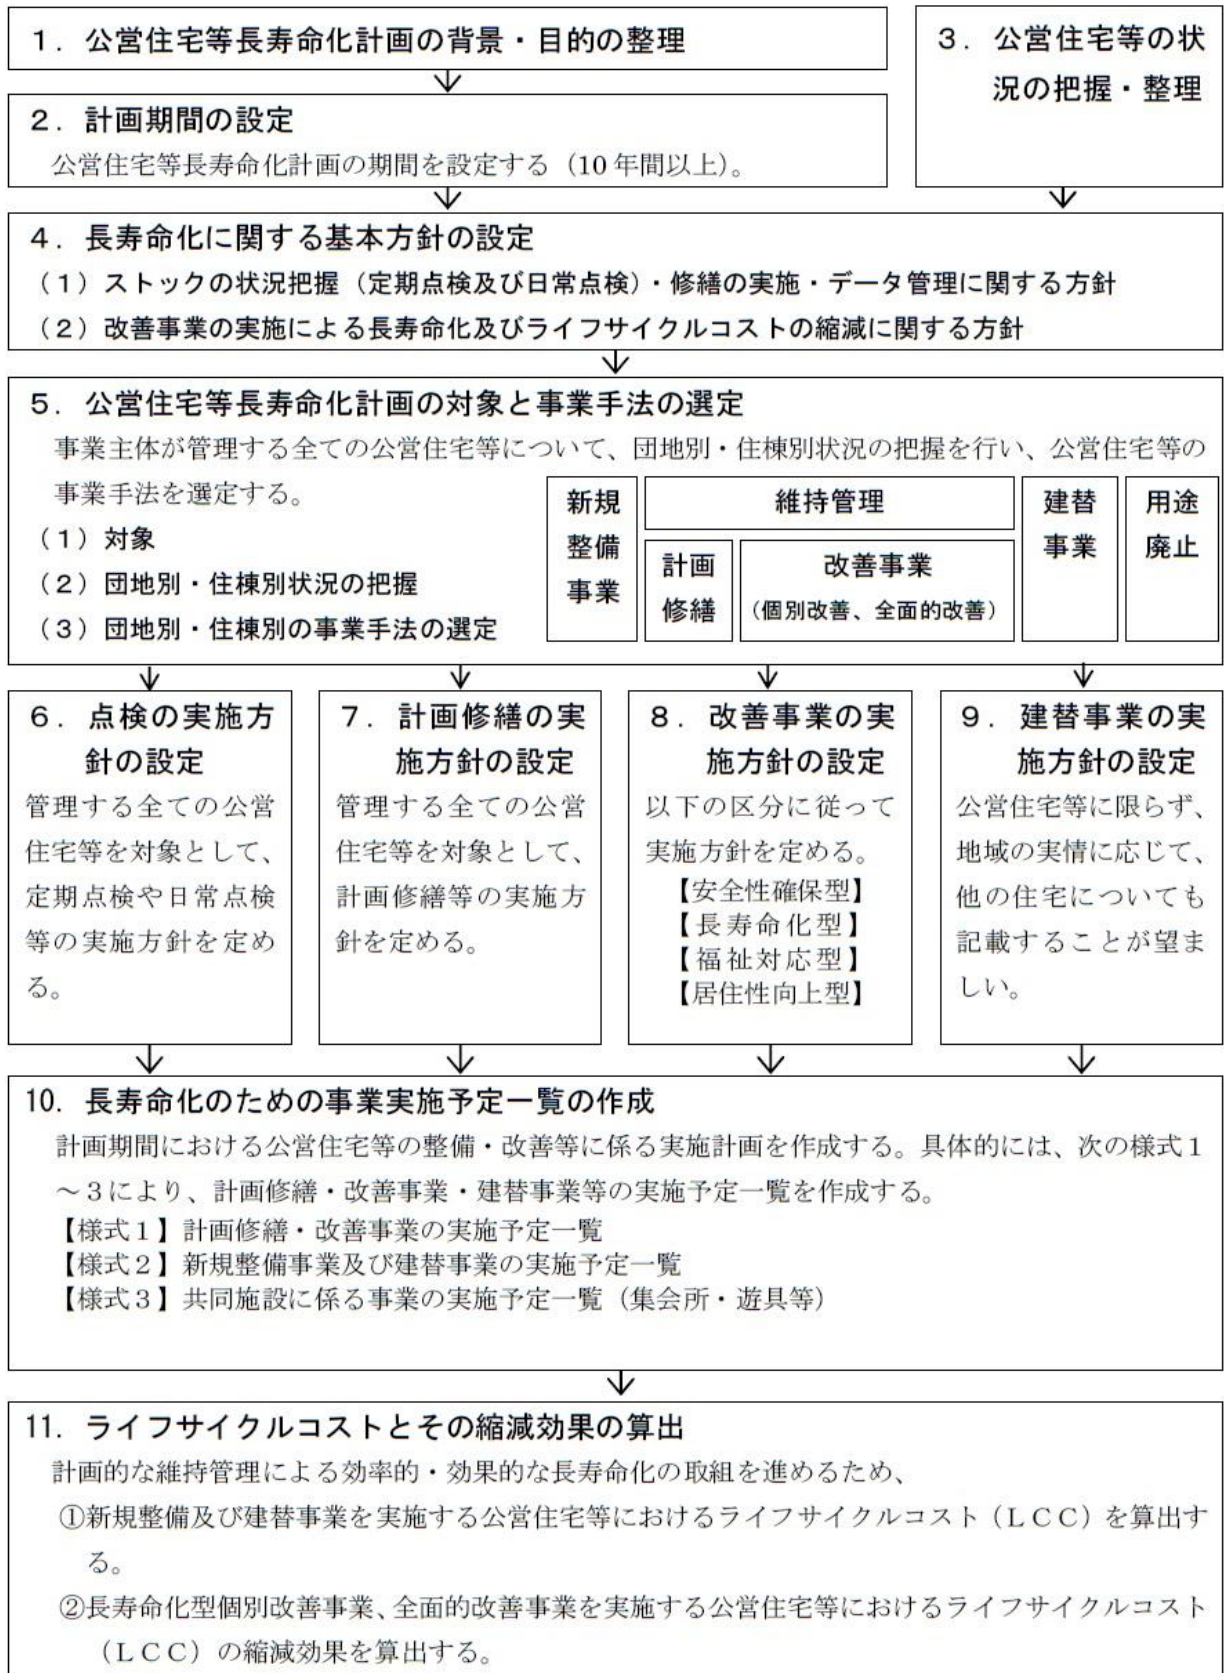 １．公営住宅等長寿命化計画の背景・目的の整理
２．計画期間の設定
公営住宅等長寿命化計画の期間を設定する（10 年間以上）。
３．公営住宅等の状
況の把握・整理
４．長寿命化に関する基本方針の設定
（１）ストックの状況把握（定期点検及び日常点検）・修繕の実施・データ管理に関する方針
（２）改善事業の実施による長寿命化及びライフサイクルコストの縮減に関する方針
５．公営住宅等長寿命化計画の対象と事業手法の選定
事業主体が管理する全ての公営住宅等について、団地別・住棟別状況の把握を行い、公営住宅等の
事業手法を選定する。
（１）対象
（２）団地別・住棟別状況の把握
（３）団地別・住棟別の事業手法の選定
新規
整備
事業
維持管理
計画
修繕
改善事業
（個別改善、全面的改善）
建替
事業
用途
廃止
６．点検の実施方
針の設定
管理する全ての公営
住宅等を対象として、
定期点検や日常点検
等の実施方針を定め
る。
７．計画修繕の実
施方針の設定
管理する全ての公営
住宅等を対象として、
計画修繕等の実施方
針を定める。
８．改善事業の実
施方針の設定
以下の区分に従って
実施方針を定める。
【安全性確保型】
【長寿命化型】
【福祉対応型】
【居住性向上型】
９．建替事業の実
施方針の設定
公営住宅等に限らず、
地域の実情に応じて、
他の住宅についても
記載することが望ま
しい。
10．長寿命化のための事業実施予定一覧の作成
計画期間における公営住宅等の整備・改善等に係る実施計画を作成する。具体的には、次の様式１
～３により、計画修繕・改善事業・建替事業等の実施予定一覧を作成する。
【様式１】計画修繕・改善事業の実施予定一覧
【様式２】新規整備事業及び建替事業の実施予定一覧
【様式３】共同施設に係る事業の実施予定一覧（集会所・遊具等）
11．ライフサイクルコストとその縮減効果の算出
計画的な維持管理による効率的・効果的な長寿命化の取組を進めるため、
①新規整備及び建替事業を実施する公営住宅等におけるライフサイクルコスト（ＬＣＣ）を算出す
る。
②長寿命化型個別改善事業、全面的改善事業を実施する公営住宅等におけるライフサイクルコスト
（ＬＣＣ）の縮減効果を算出する。